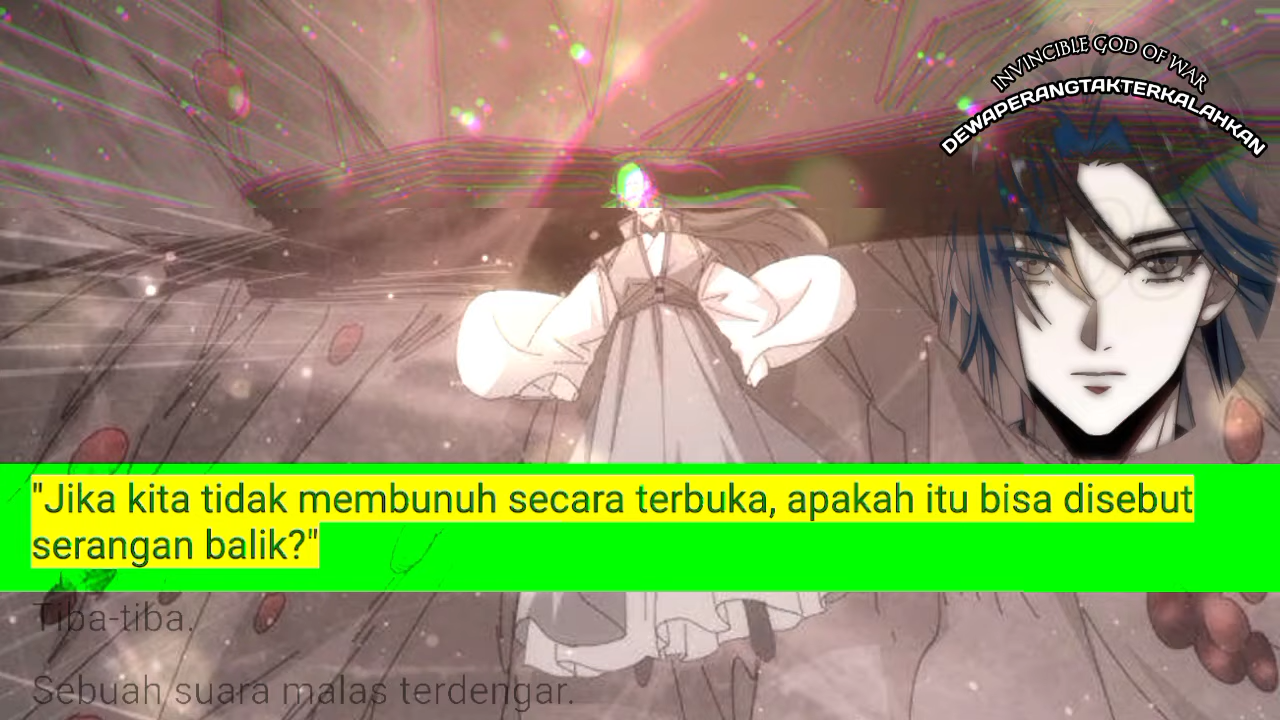 INVINCIBLE GOD OF WAR
DEWAPERANGTAKTERKALAHKAN
"Jika kita tidak membunuh secara terbuka, apakah itu bisa disebut
serangan balik?"
Tiba-tiba.
Sebuah suara malas terdengar.